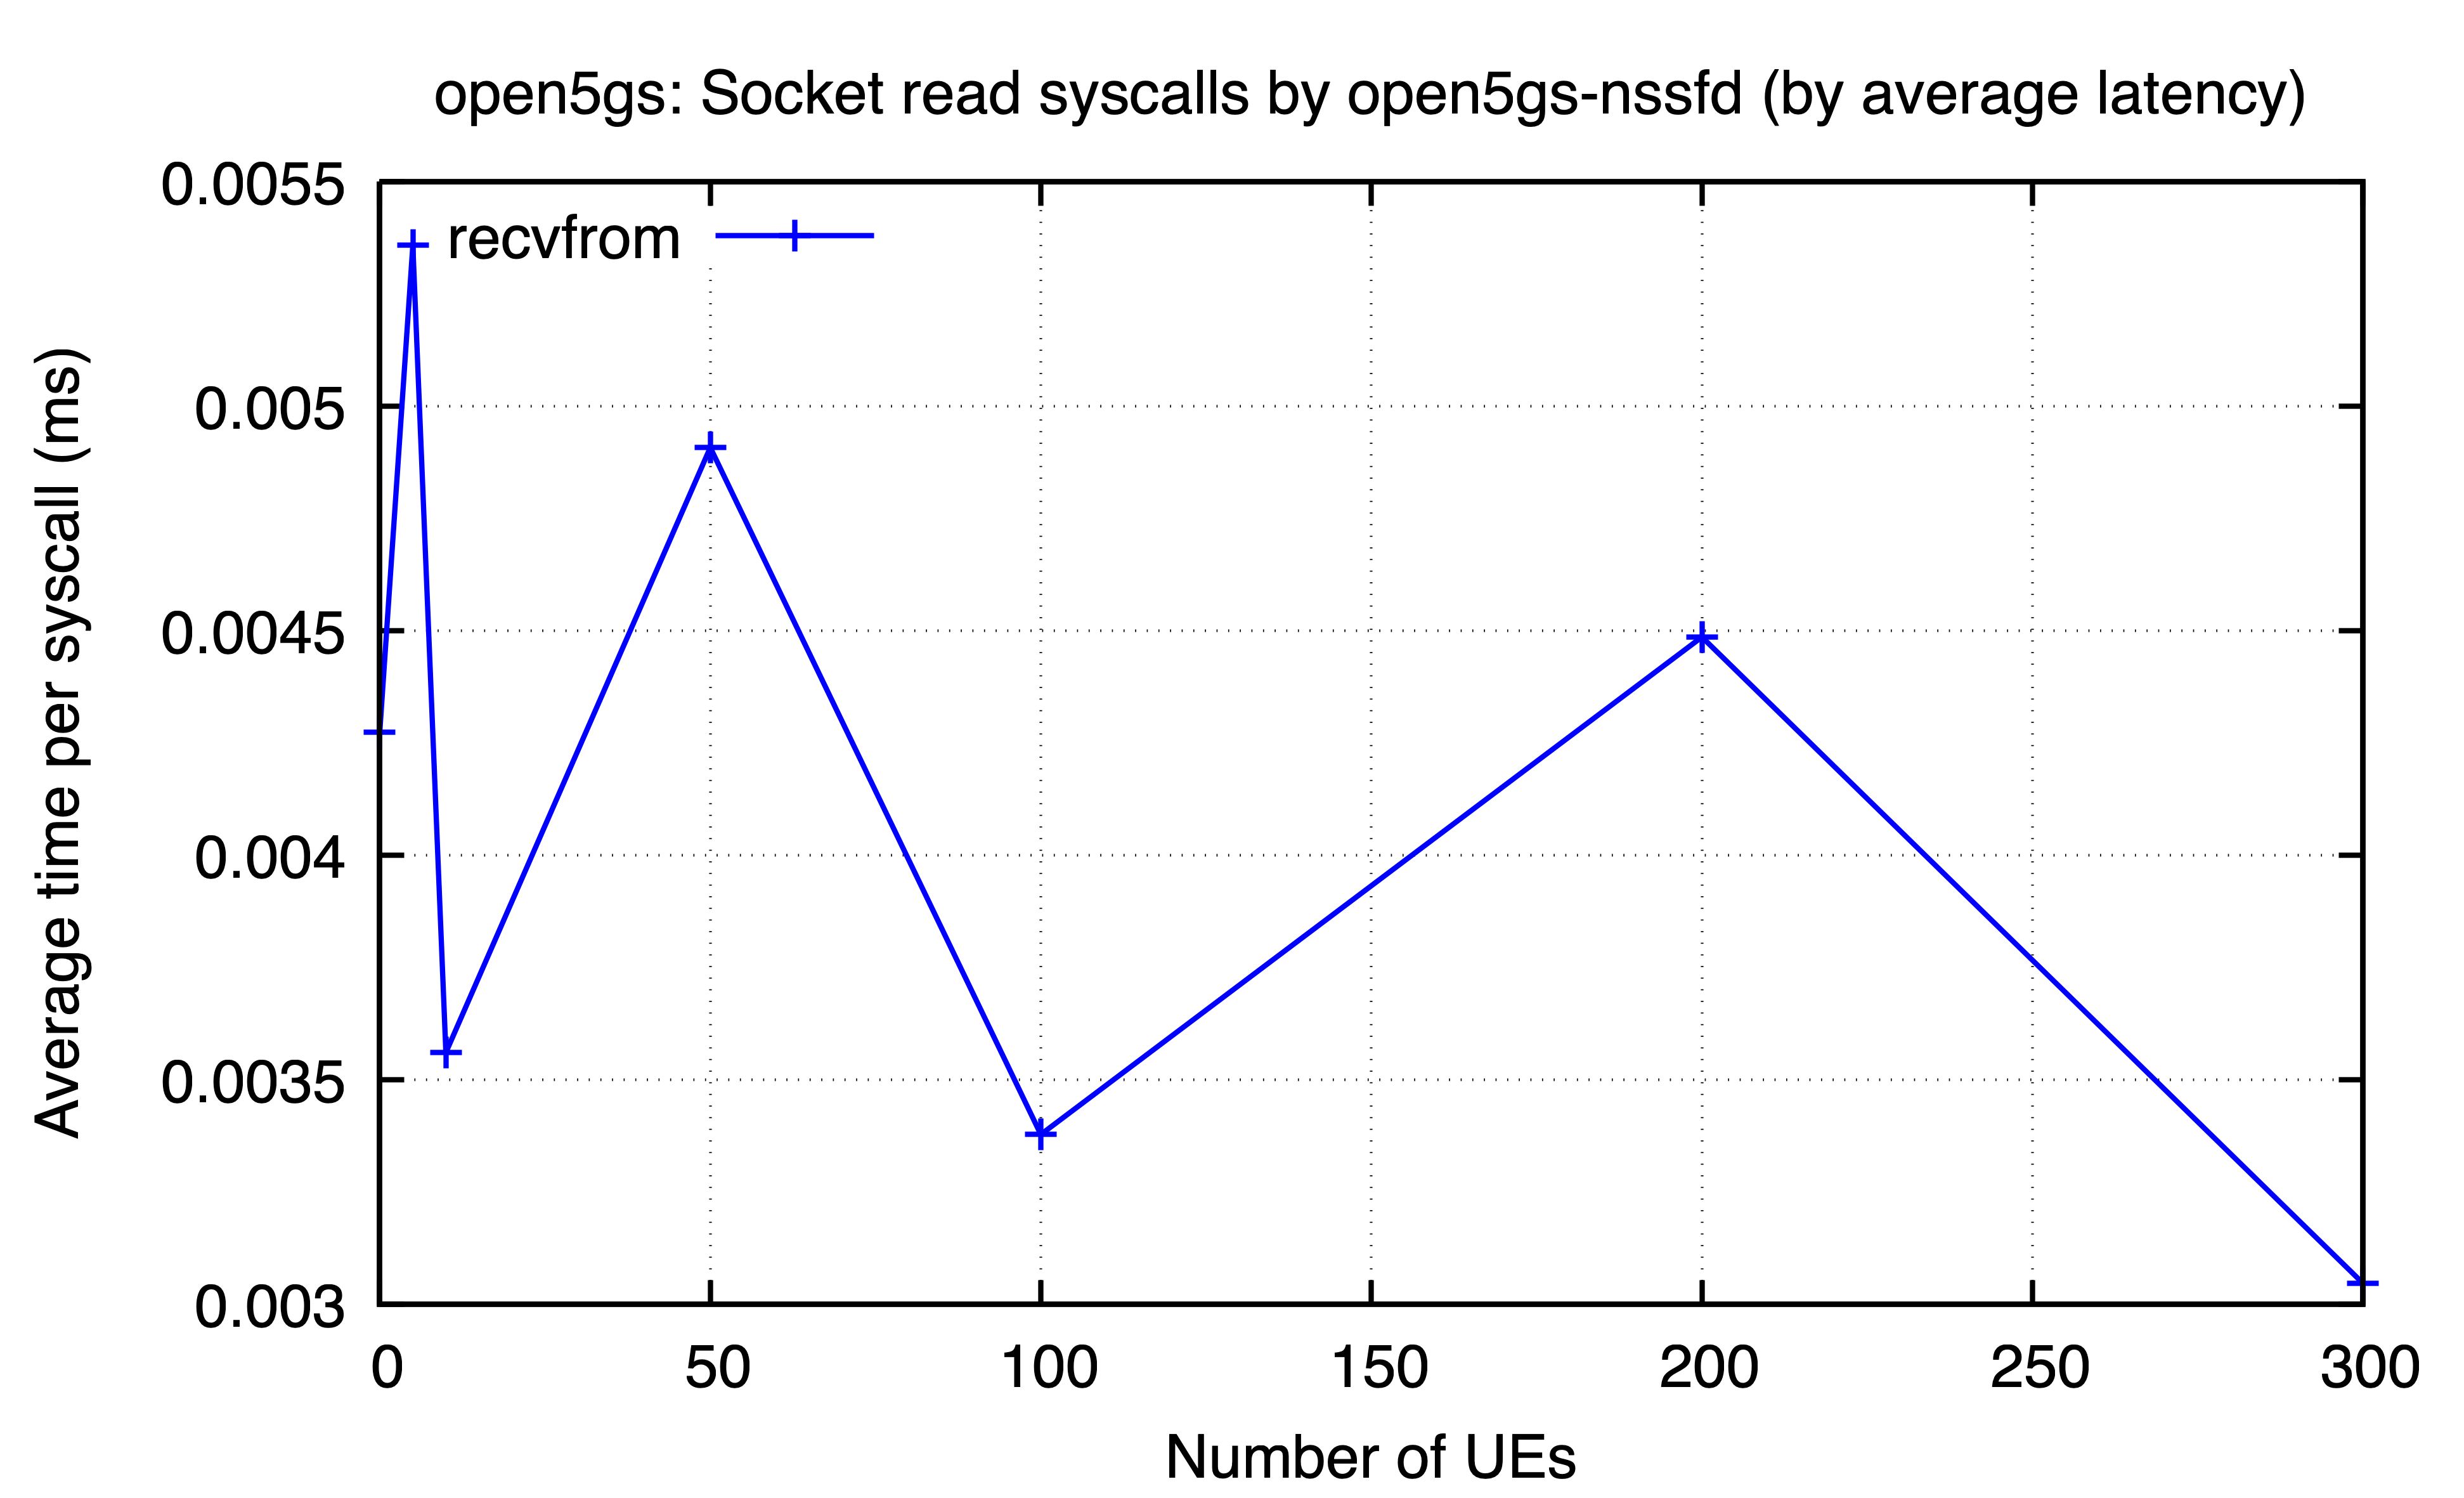 open5gs: Socket read syscalls by open5gs-nssfd (by average latency)
0.0055
recvfrom
0.005
0.0045
0.004
0.0035
0.003
Average time per syscall (ms)
0 50 100 150 200 250 300
Number of UEs